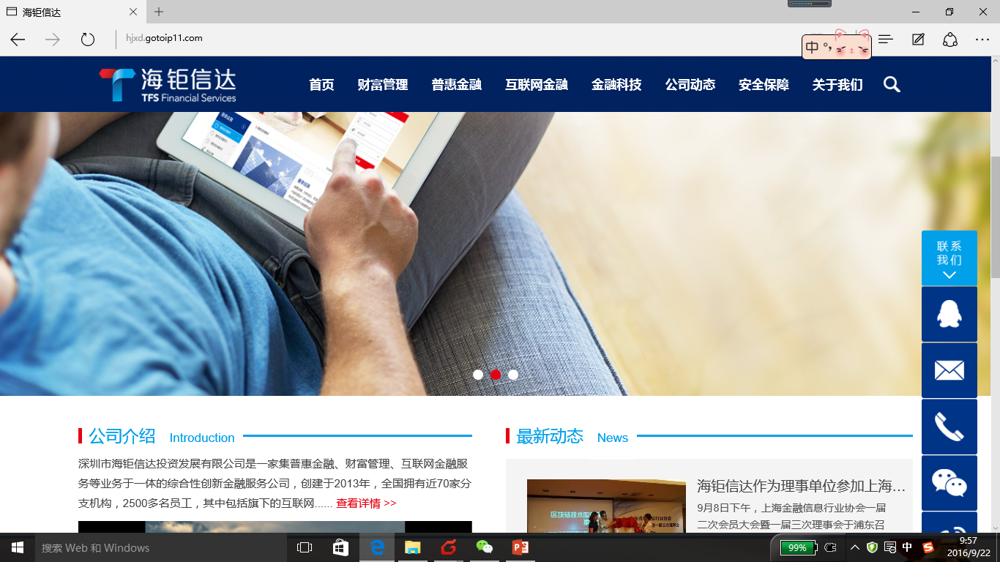 海钜信达
hjxd.gotoip11.com
中 °,
海钜信达
TFS Financial Services
首页 财富管理 普惠金融 互联网金融 金融科技 公司动态 安全保障 关于我们
联系
我们
公司介绍 Introduction
深圳市海钜信达投资发展有限公司是一家集普惠金融、财富管理、互联网金融服
务等业务于一体的综合性创新金融服务公司，创建于2013年，全国拥有近70家分
支机构，2500多名员工，其中包括旗下的互联网...... 查看详情 >>
最新动态 News
海钜信达作为理事单位参加上海...
9月8日下午，上海金融信息行业协会一届
二次会员大会暨一届三次理事会于浦东召
搜索 Web 和 Windows
99%
中
9:57
2016/9/22